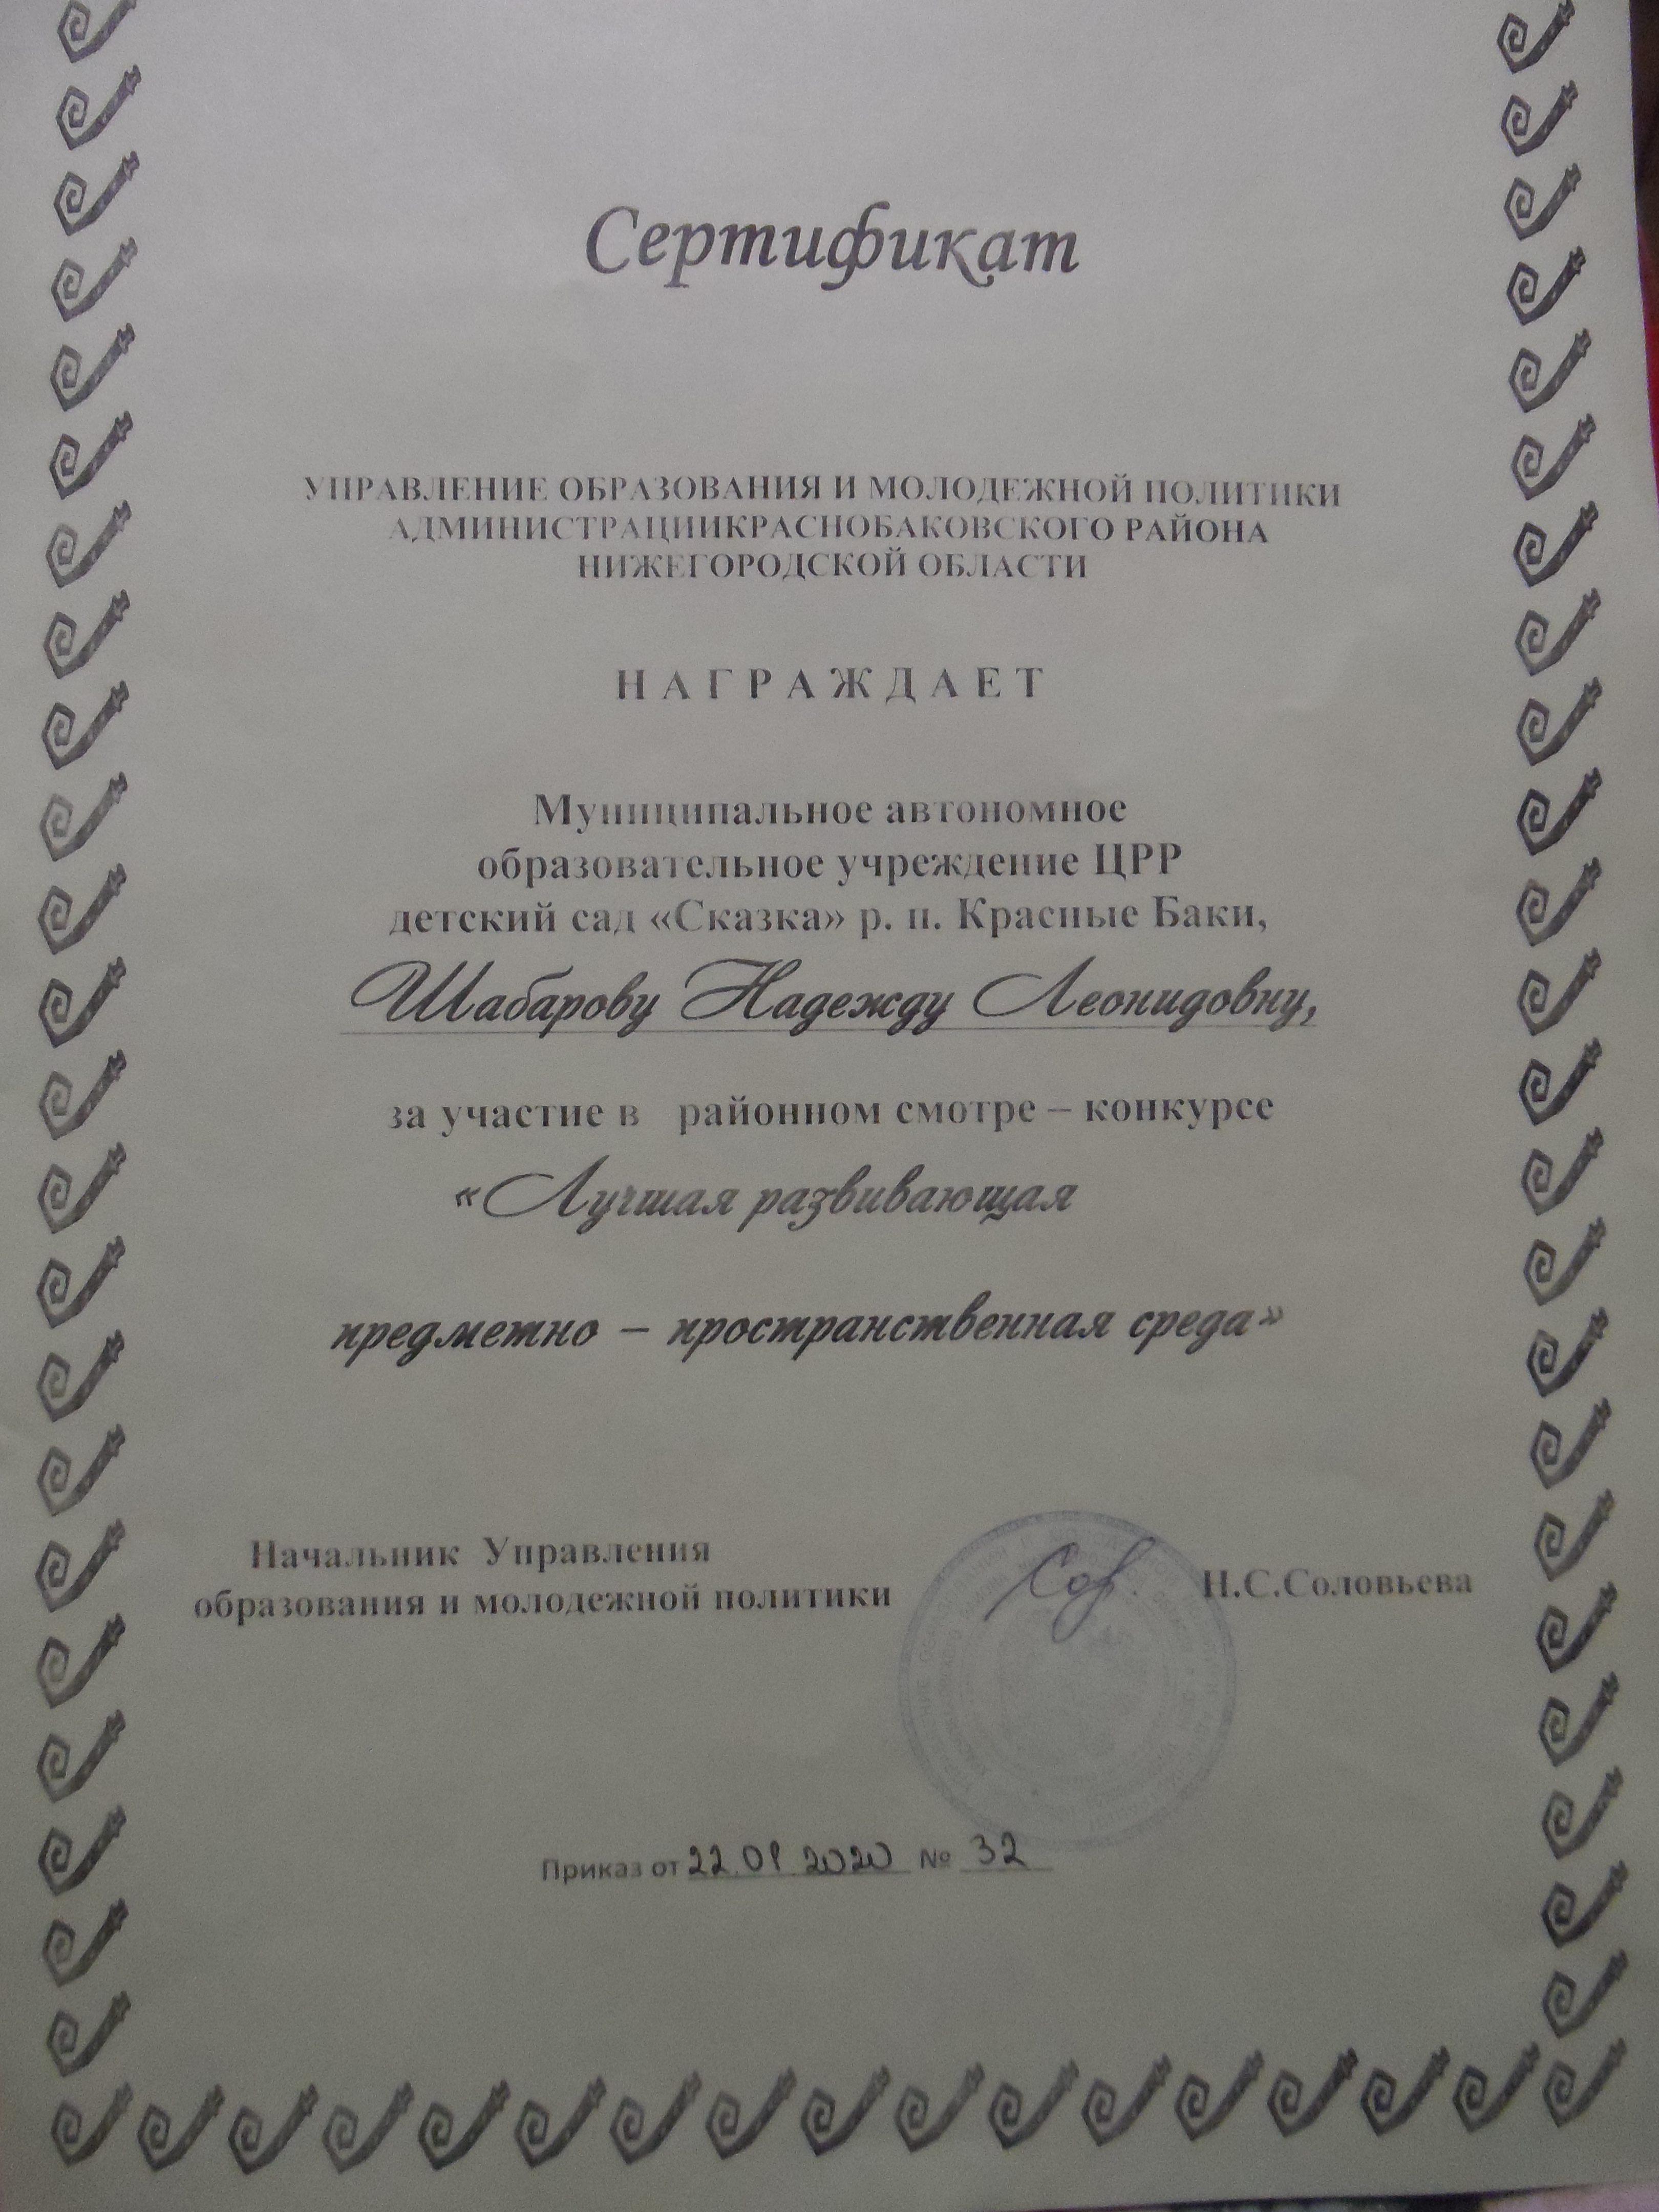 Сертификат
УПРАВЛЕНИЕ ОБРАЗОВАНИЯ И МОЛОДЕЖНОЙ ПОЛИТИКИ
АДМИНИСТРАЦИИКРАСНОБАКОВСКОГО РАЙОНА
НИЖЕГОРОДСКОЙ ОБЛАСТИ
Н А Г Р А Ж Д А Е Т
Муниципальное автономное
образовательное учреждение ЦРР
детский сад «Сказка» р. п. Красные Баки,
Шабарову Надежду Леонидовну,
за участие в районном смотре – конкурсе
«Лучшая развивающая
предметно – пространственная среда»
Начальник Управления
образования и молодежной политики
Н.С.Соловьева
Приказ от 22.01 2020 № 32